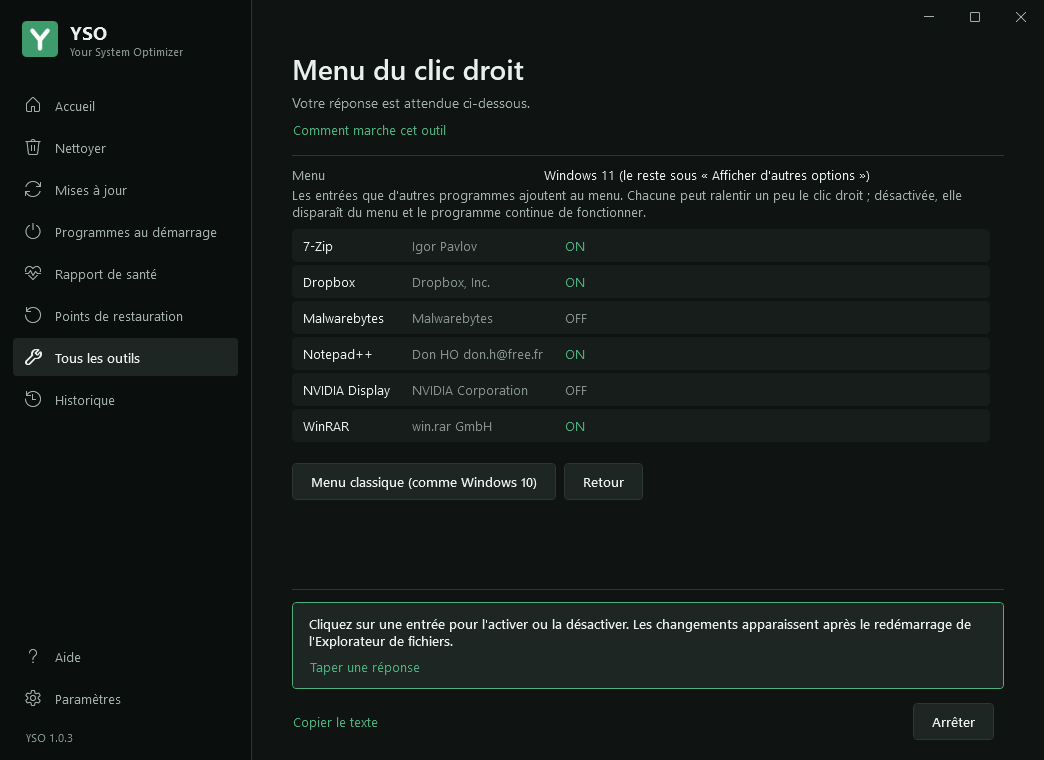 Y
YSO
Your System Optimizer
Accueil
Nettoyer
Mises à jour
Programmes au démarrage
Rapport de santé
Points de restauration
Tous les outils
Historique
? Aide
Paramètres
YSO 1.0.3
Menu du clic droit
Votre réponse est attendue ci-dessous.
Comment marche cet outil
Menu Windows 11 (le reste sous « Afficher d'autres options »)
Les entrées que d'autres programmes ajoutent au menu. Chacune peut ralentir un peu le clic droit ; désactivée, elle
disparaît du menu et le programme continue de fonctionner.
7-Zip Igor Pavlov ON
Dropbox Dropbox, Inc. ON
Malwarebytes Malwarebytes OFF
Notepad++ Don HO don.h@free.fr ON
NVIDIA Display NVIDIA Corporation OFF
WinRAR win.rar GmbH ON
Menu classique (comme Windows 10) Retour
Cliquez sur une entrée pour l'activer ou la désactiver. Les changements apparaissent après le redémarrage de
l'Explorateur de fichiers.
Taper une réponse
Copier le texte Arrêter